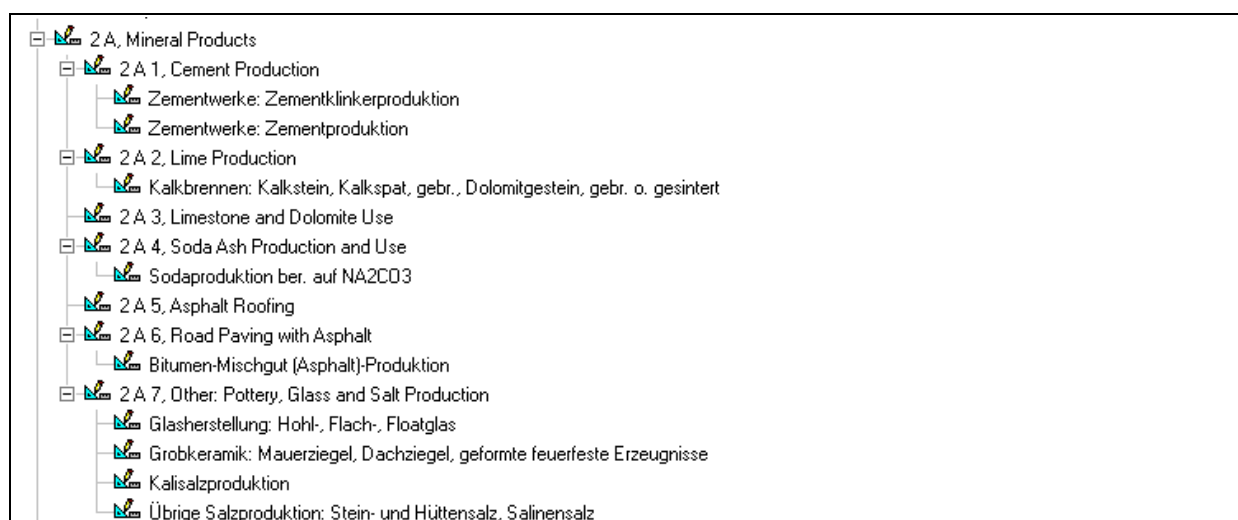 2 A, Mineral Products
2 A 1, Cement Production
Zementwerke: Zementklinkerproduktion
Zementwerke: Zementproduktion
2 A 2, Lime Production
Kalkbrennen: Kalkstein, Kalkspat, gebr., Dolomitgestein, gebr. o. gesintert
2 A 3, Limestone and Dolomite Use
2 A 4, Soda Ash Production and Use
Sodaproduktion ber. auf NA2CO3
2 A 5, Asphalt Roofing
2 A 6, Road Paving with Asphalt
Bitumen-Mischgut (Asphalt)-Produktion
2 A 7, Other: Pottery, Glass and Salt Production
Glasherstellung: Hohl-, Flach-, Floatglas
Grobkeramik: Mauerziegel, Dachziegel, geformte feuerfeste Erzeugnisse
Kalisalzproduktion
Übrige Salzproduktion: Stein- und Hüttensalz, Salinensalz